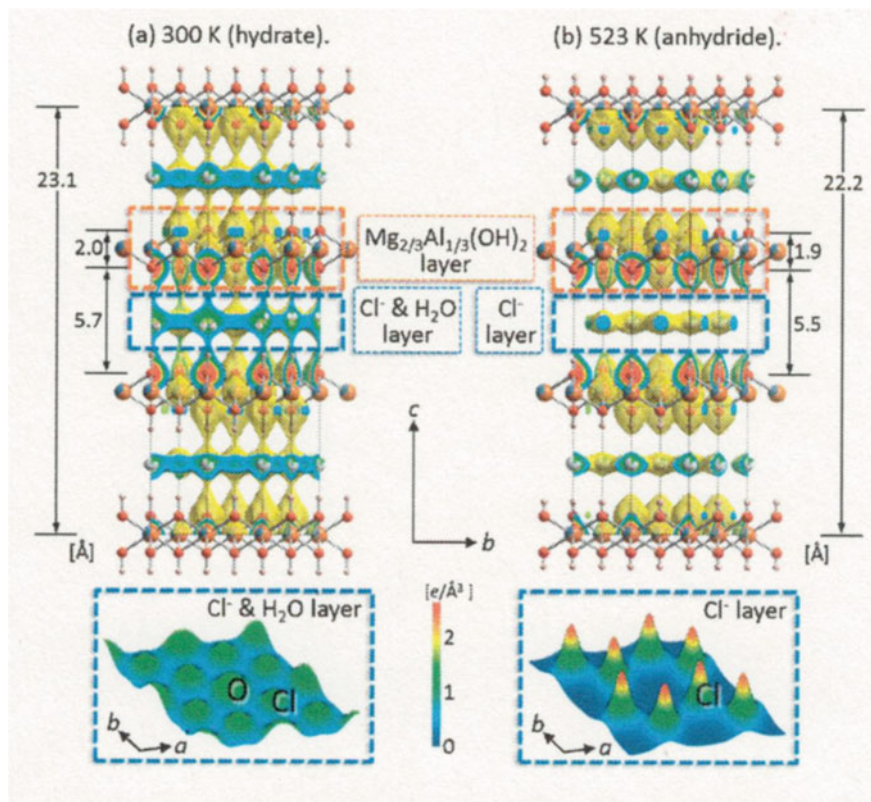 (a) 300 K (hydrate).
(b) 523 K (anhydride).
23.1
2.0
5.7
[Å]
Mg2/3Al1/3(OH)2
layer
Cl- & H2O
layer
Cl-
layer
22.2
1.9
5.5
[Å]
c
b
Cl- & H2O layer
O
Cl
b
a
[e/Å3]
2
1
0
Cl- layer
Cl
b
a